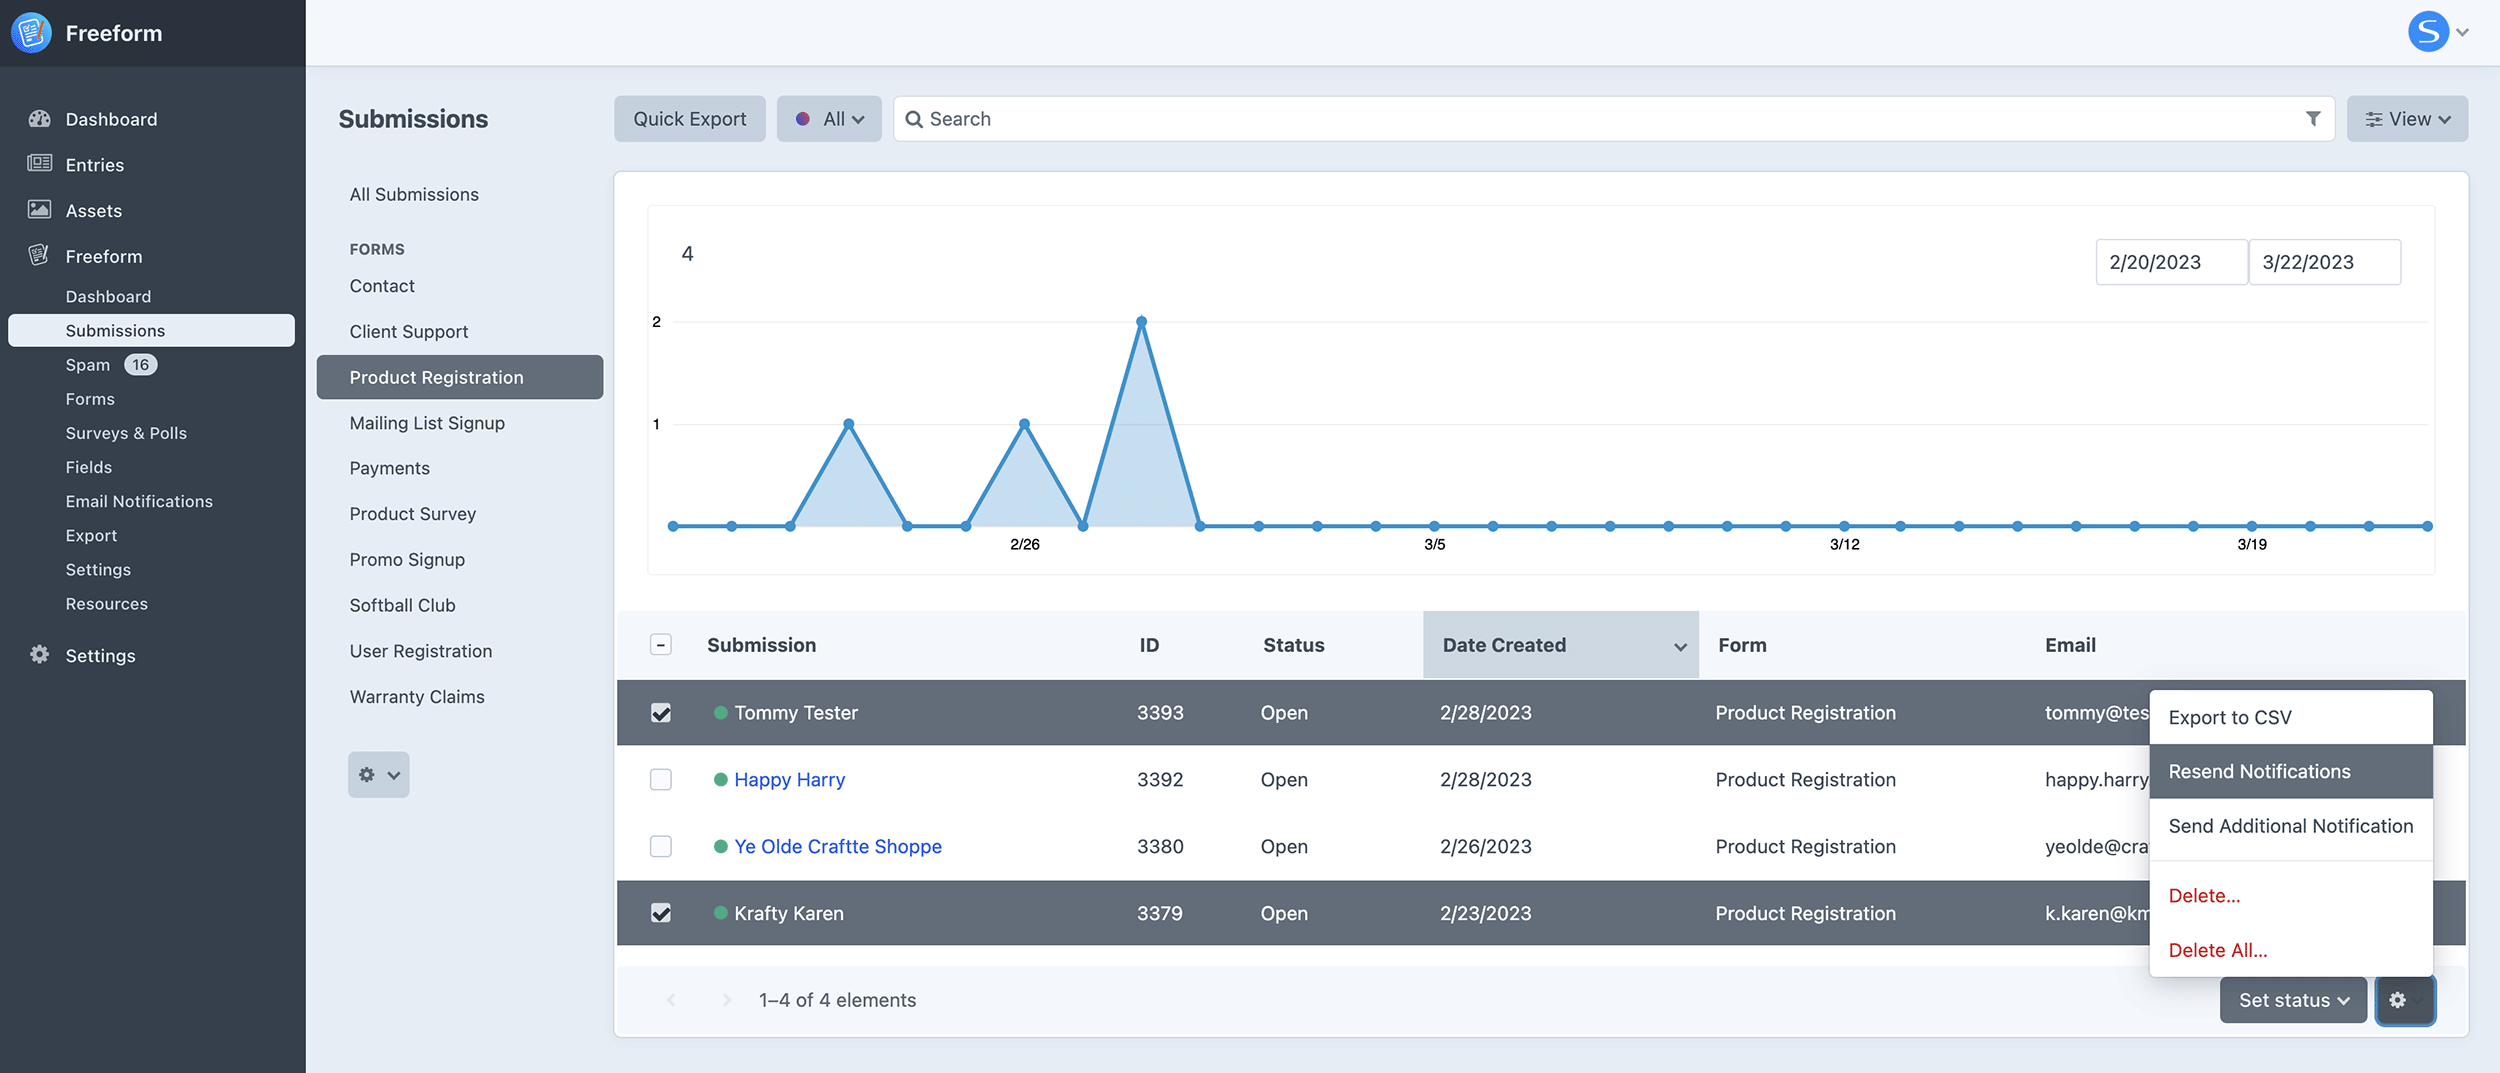 Freeform
S
Dashboard
Entries
Assets
Freeform
Dashboard
Submissions
Spam 16
Forms
Surveys & Polls
Fields
Email Notifications
Export
Settings
Resources
Settings
Submissions
Quick Export
All
Search
View
All Submissions
FORMS
Contact
Client Support
Product Registration
Mailing List Signup
Payments
Product Survey
Promo Signup
Softball Club
User Registration
Warranty Claims
4
2/20/2023 3/22/2023
2
1
2/26 3/5 3/12 3/19
Submission ID Status Date Created Form Email
Tommy Tester 3393 Open 2/28/2023 Product Registration tommy@tes
Happy Harry 3392 Open 2/28/2023 Product Registration happy.harry
Ye Olde Craftte Shoppe 3380 Open 2/26/2023 Product Registration yeolde@cra
Krafty Karen 3379 Open 2/23/2023 Product Registration k.karen@km
Export to CSV
Resend Notifications
Send Additional Notification
Delete...
Delete All...
1–4 of 4 elements
Set status